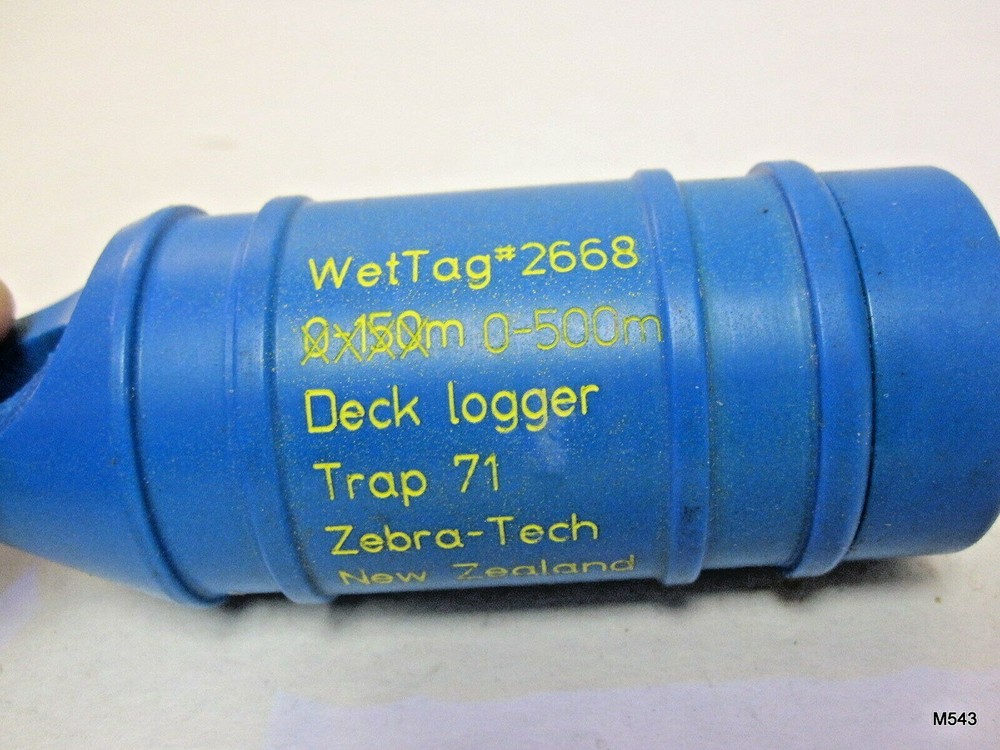 WetTag#2668
0-150m 0-500m
Deck logger
Trap 71
Zebra-Tech
New Zealand
M543